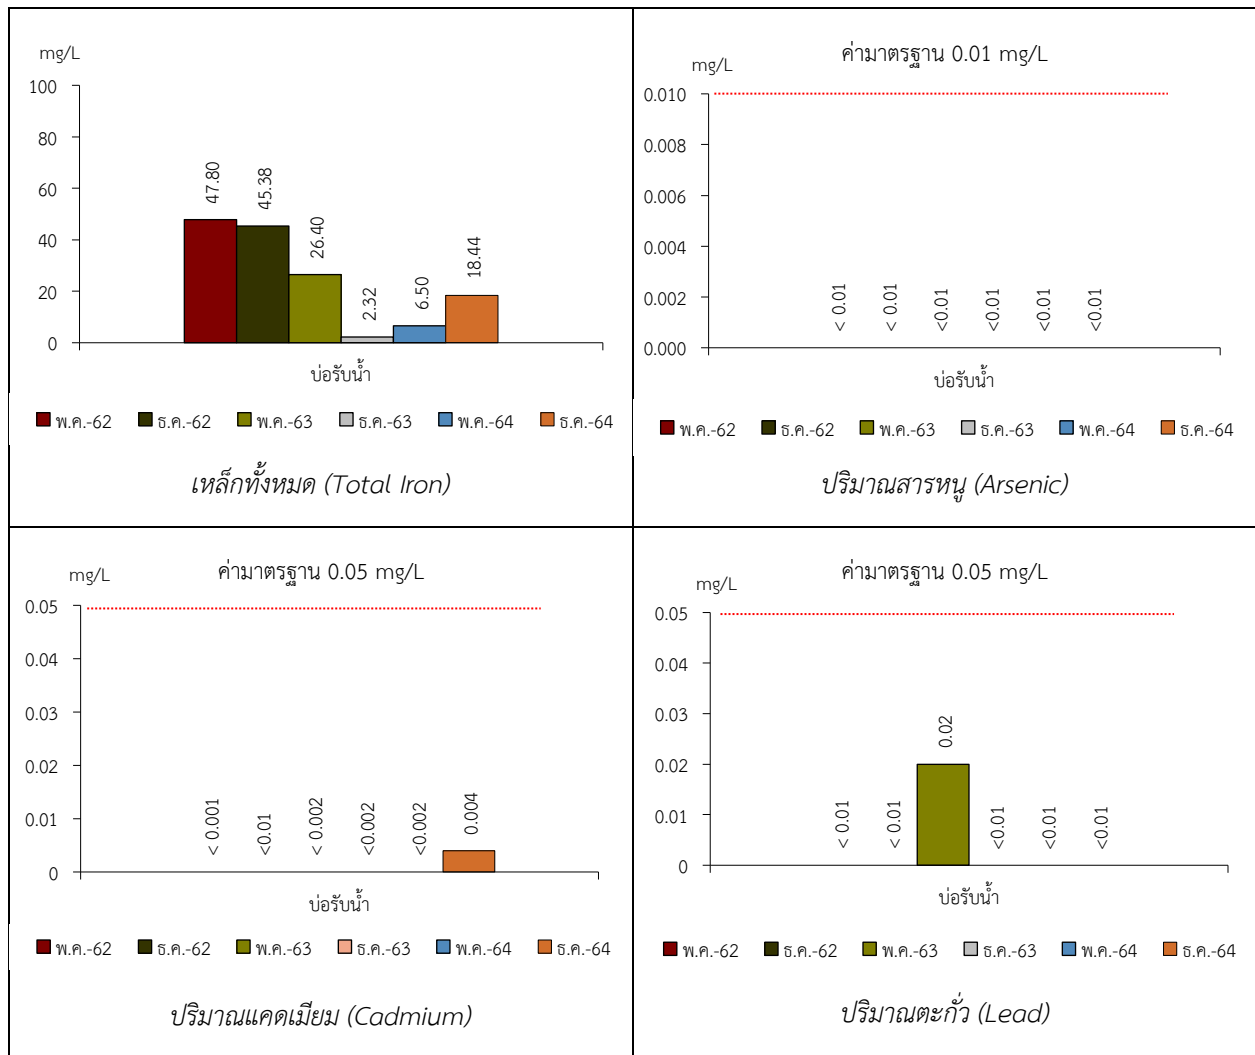 mg/L
100
80
60
40
20
0
47.80
45.38
26.40
2.32
6.50
18.44
บ่อรับน้ำ
พ.ค.-62 ธ.ค.-62 พ.ค.-63 ธ.ค.-63 พ.ค.-64 ธ.ค.-64
เหล็กทั้งหมด (Total Iron)
ค่ามาตรฐาน 0.01 mg/L
mg/L
0.010
0.008
0.006
0.004
0.002
0.000
< 0.01
< 0.01
<0.01
<0.01
<0.01
<0.01
บ่อรับน้ำ
พ.ค.-62 ธ.ค.-62 พ.ค.-63 ธ.ค.-63 พ.ค.-64 ธ.ค.-64
ปริมาณสารหนู (Arsenic)
ค่ามาตรฐาน 0.05 mg/L
mg/L
0.05
0.04
0.03
0.02
0.01
0
< 0.001
<0.01
< 0.002
<0.002
<0.002
0.004
บ่อรับน้ำ
พ.ค.-62 ธ.ค.-62 พ.ค.-63 ธ.ค.-63 พ.ค.-64 ธ.ค.-64
ปริมาณแคดเมียม (Cadmium)
ค่ามาตรฐาน 0.05 mg/L
mg/L
0.05
0.04
0.03
0.02
0.01
0
< 0.01
< 0.01
0.02
<0.01
<0.01
<0.01
บ่อรับน้ำ
พ.ค.-62 ธ.ค.-62 พ.ค.-63 ธ.ค.-63 พ.ค.-64 ธ.ค.-64
ปริมาณตะกั่ว (Lead)